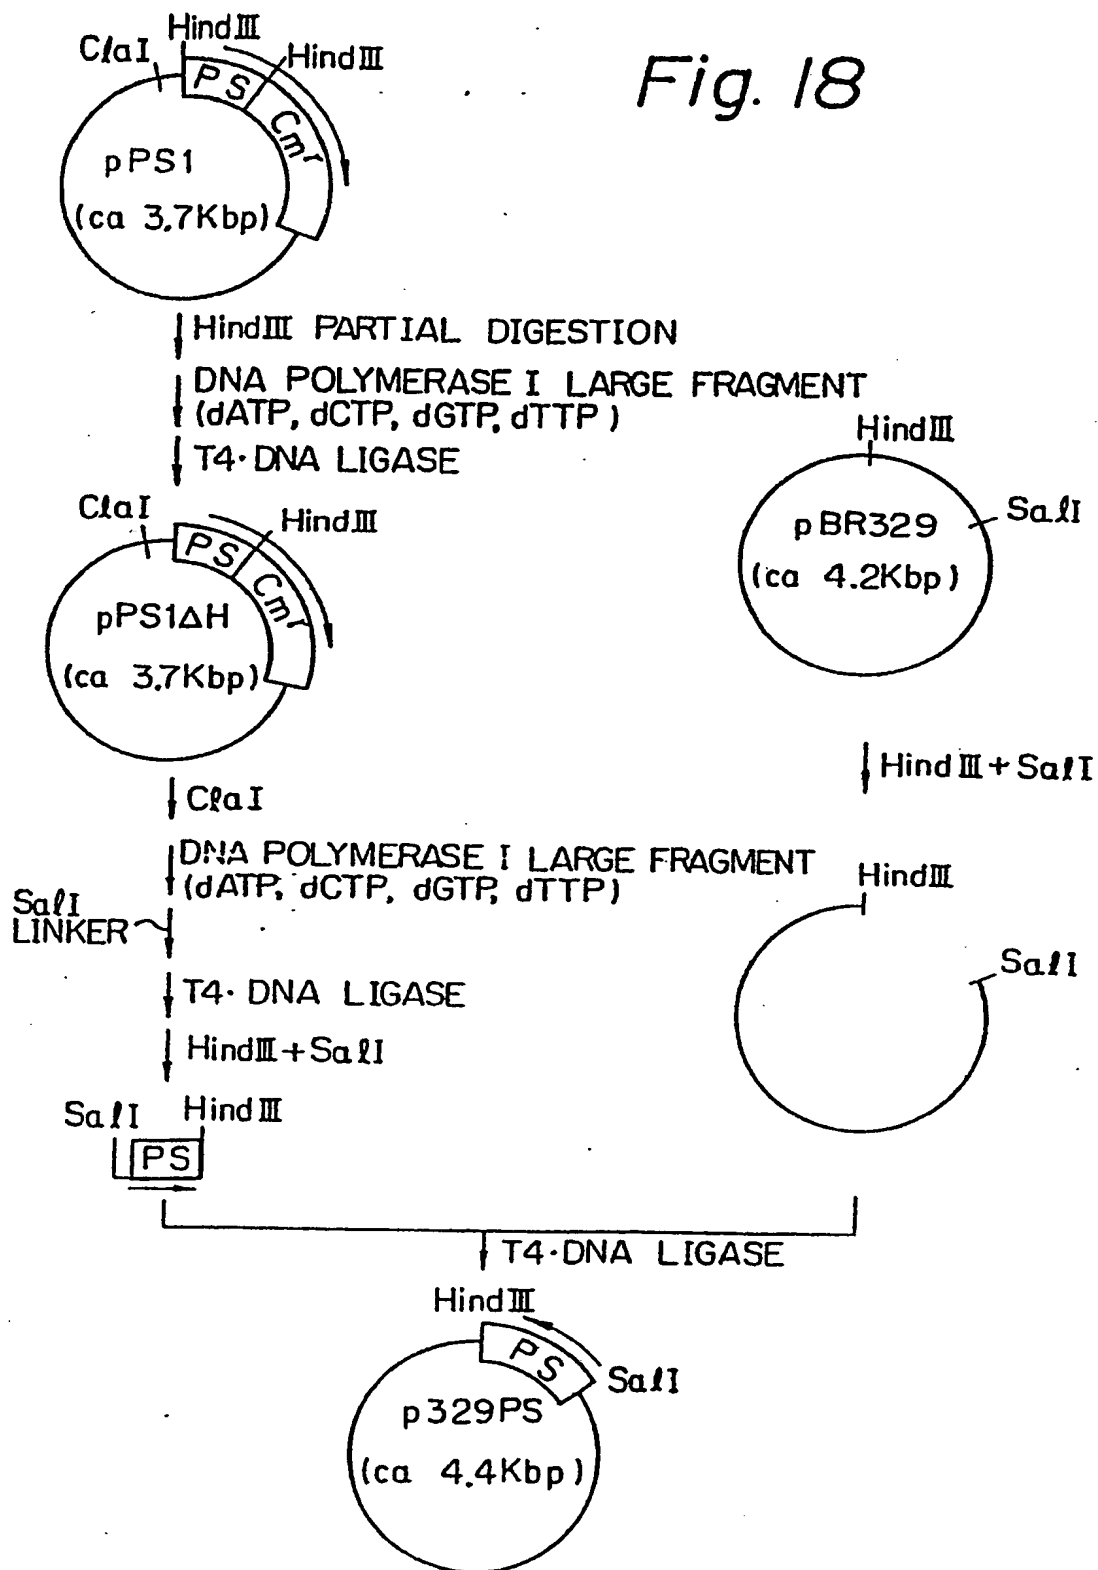 Fig. 18
HindIII
ClaI
HindIII
PS
Cmr
pPS1
(ca 3.7Kbp)
HindIII PARTIAL DIGESTION
DNA POLYMERASE I LARGE FRAGMENT
(dATP, dCTP, dGTP, dTTP)
T4·DNA LIGASE
ClaI
HindIII
PS
Cmr
pPS1ΔH
(ca 3.7Kbp)
HindIII
SalI
pBR329
(ca 4.2Kbp)
ClaI
DNA POLYMERASE I LARGE FRAGMENT
(dATP, dCTP, dGTP, dTTP)
SalI
LINKER
T4·DNA LIGASE
HindIII+SalI
HindIII+SalI
HindIII
SalI
SalI
HindIII
PS
T4·DNA LIGASE
HindIII
PS
SalI
p329PS
(ca 4.4Kbp)